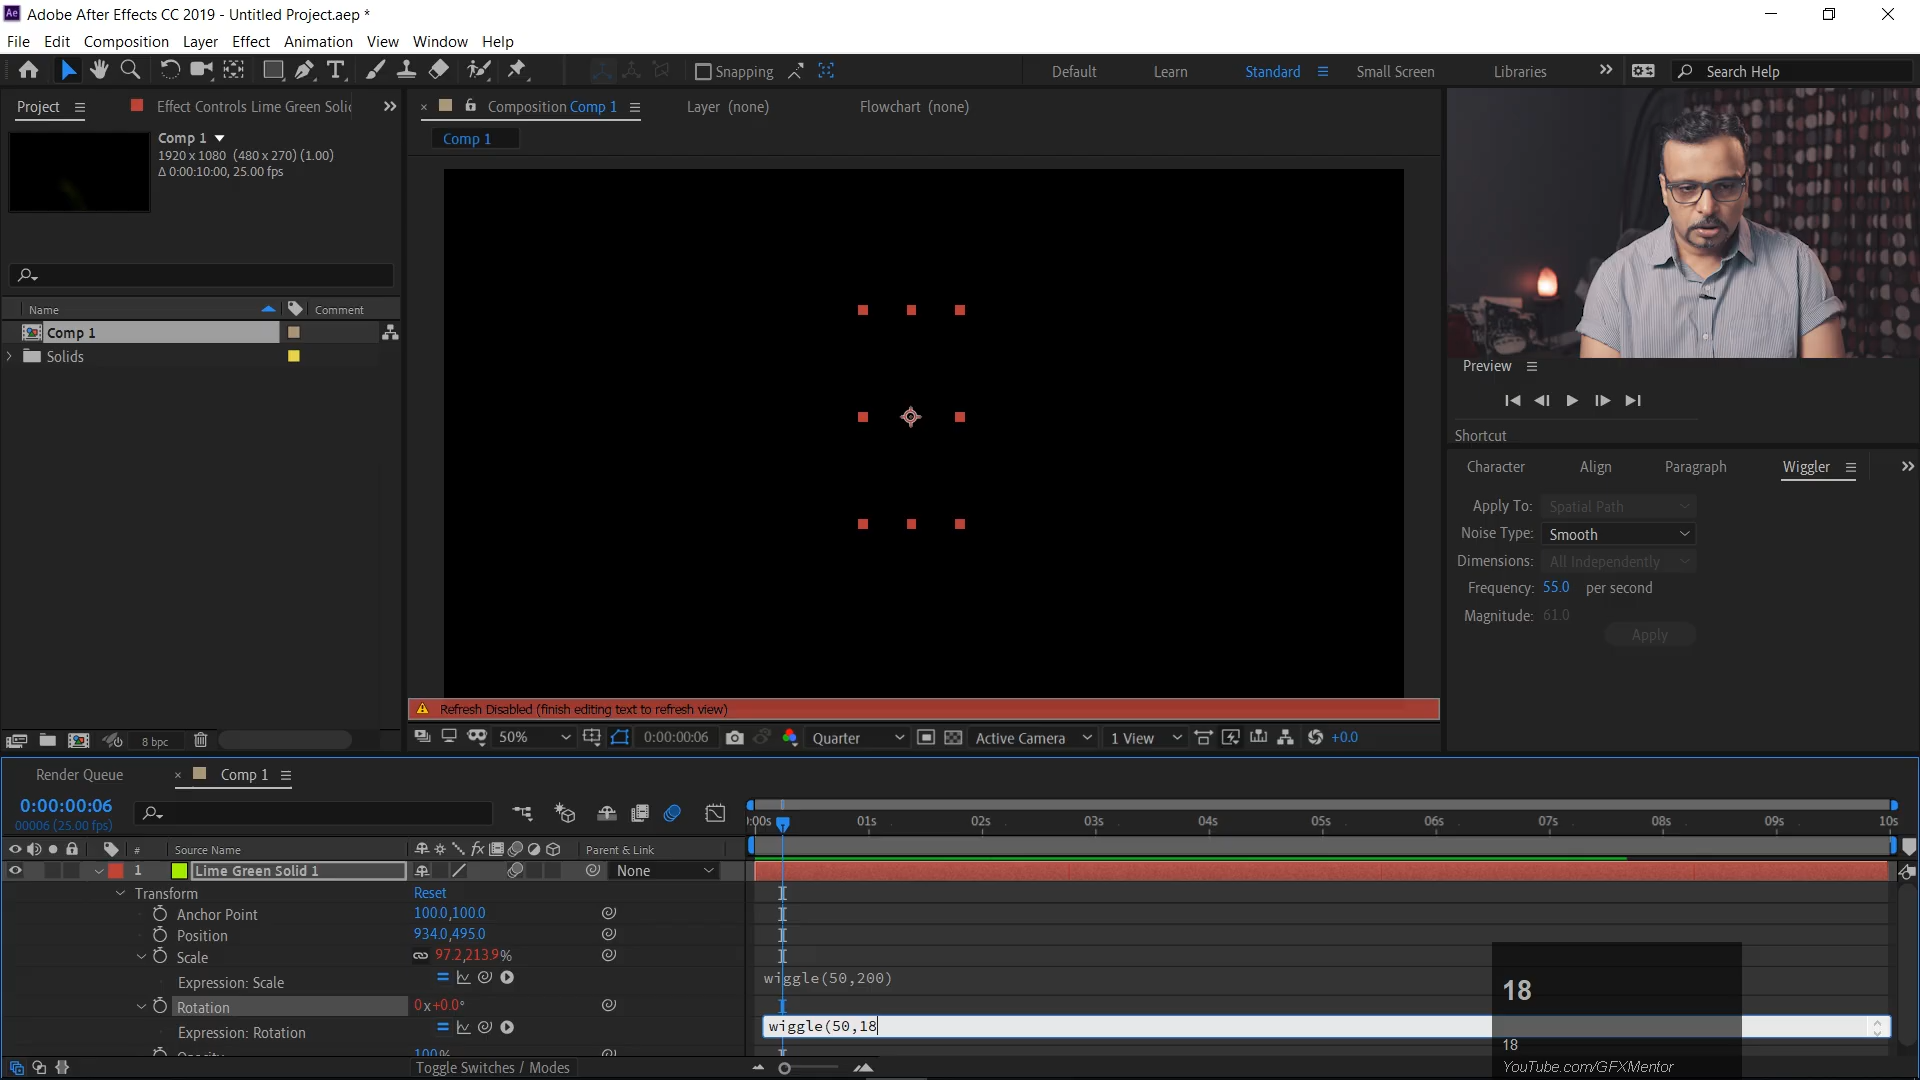 Adobe After Effects CC 2019 - Untitled Project.aep *
File Edit Composition Layer Effect Animation View Window Help
Snapping
Default Learn Standard Small Screen Libraries Search Help
Project Effect Controls Lime Green Solid
Composition Comp 1 Layer (none) Flowchart (none)
Comp 1
Comp 1
1920 x 1080 (480 x 270) (1.00)
Δ 0:00:10:00, 25.00 fps
Name Comment
Comp 1
Solids
8 bpc
Refresh Disabled (finish editing text to refresh view)
50% 0:00:00:06 Quarter Active Camera 1 View +0.0
Preview
Shortcut
Character Align Paragraph Wiggler
Apply To: Spatial Path
Noise Type: Smooth
Dimensions: All Independently
Frequency: 55.0 per second
Magnitude: 61.0
Apply
Render Queue Comp 1
0:00:00:06
00006 (25.00 fps)
):00s 01s 02s 03s 04s 05s 06s 07s 08s 09s 10s
# Source Name Parent & Link
1 Lime Green Solid 1 None
Transform Reset
Anchor Point 100.0,100.0
Position 934.0,495.0
Scale 97.2,213.9%
Expression: Scale wiggle(50,200)
Rotation 0x+0.0°
Expression: Rotation wiggle(50,18
Opacity 100%
Toggle Switches / Modes
18
18
YouTube.com/GFXMentor